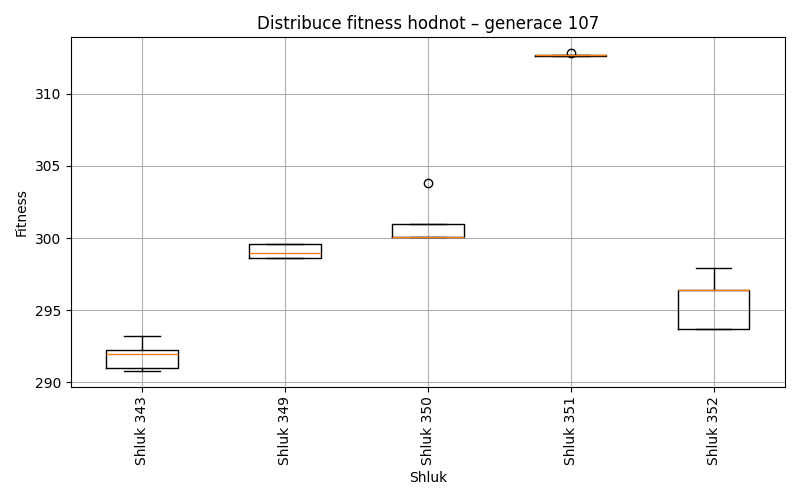 Distribuce fitness hodnot – generace 107
Fitness
310
305
300
295
290
Shluk 343
Shluk 349
Shluk 350
Shluk 351
Shluk 352
Shluk